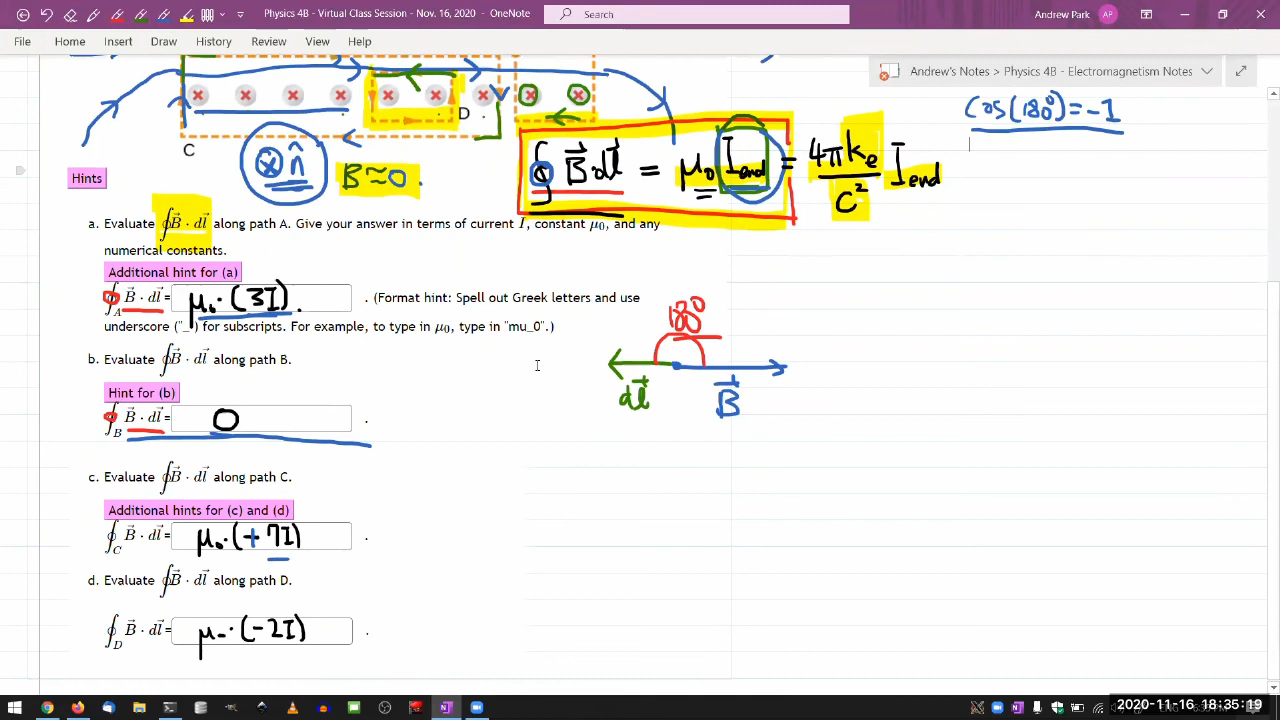 Physics 4B - Virtual Class Session - Nov. 16, 2020 - OneNote
Search
Andrew Park
AP
File Home Insert Draw History Review View Help
Andrew's Notes > Physics 4B
Notes
cos(180°) = -1
D
C
n̂
B ≈ 0.
∮ B⃗·dl⃗ = μ₀ I_end = 4πk_e / c² I_end
Hints
a. Evaluate ∮B⃗ · dl⃗ along path A. Give your answer in terms of current I, constant μ₀, and any
numerical constants.
Additional hint for (a)
∮_A B⃗ · dl⃗ = μ₀·(3I) . (Format hint: Spell out Greek letters and use
underscore ("_") for subscripts. For example, to type in μ₀, type in "mu_0".)
180°
dl⃗
B⃗
b. Evaluate ∮B⃗ · dl⃗ along path B.
Hint for (b)
∮_B B⃗ · dl⃗ = 0 .
c. Evaluate ∮B⃗ · dl⃗ along path C.
Additional hints for (c) and (d)
∮_C B⃗ · dl⃗ = μ₀·(+7I) .
d. Evaluate ∮B⃗ · dl⃗ along path D.
∮_D B⃗ · dl⃗ = μ₀·(-2I) .
2020-11-16 18:35:19